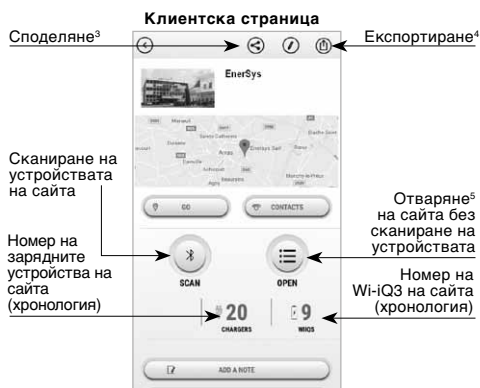 Клиентска страница
Споделяне³
Експортиране⁴
EnerSys
Сканиране на
устройствата
на сайта
GO
CONTACTS
Отваряне⁵
на сайта без
сканиране на
устройствата
SCAN
OPEN
Номер на
зарядните
устройства на
сайта
(хронология)
20
CHARGERS
9
WIIQS
Номер на
Wi-iQ3 на сайта
(хронология)
ADD A NOTE